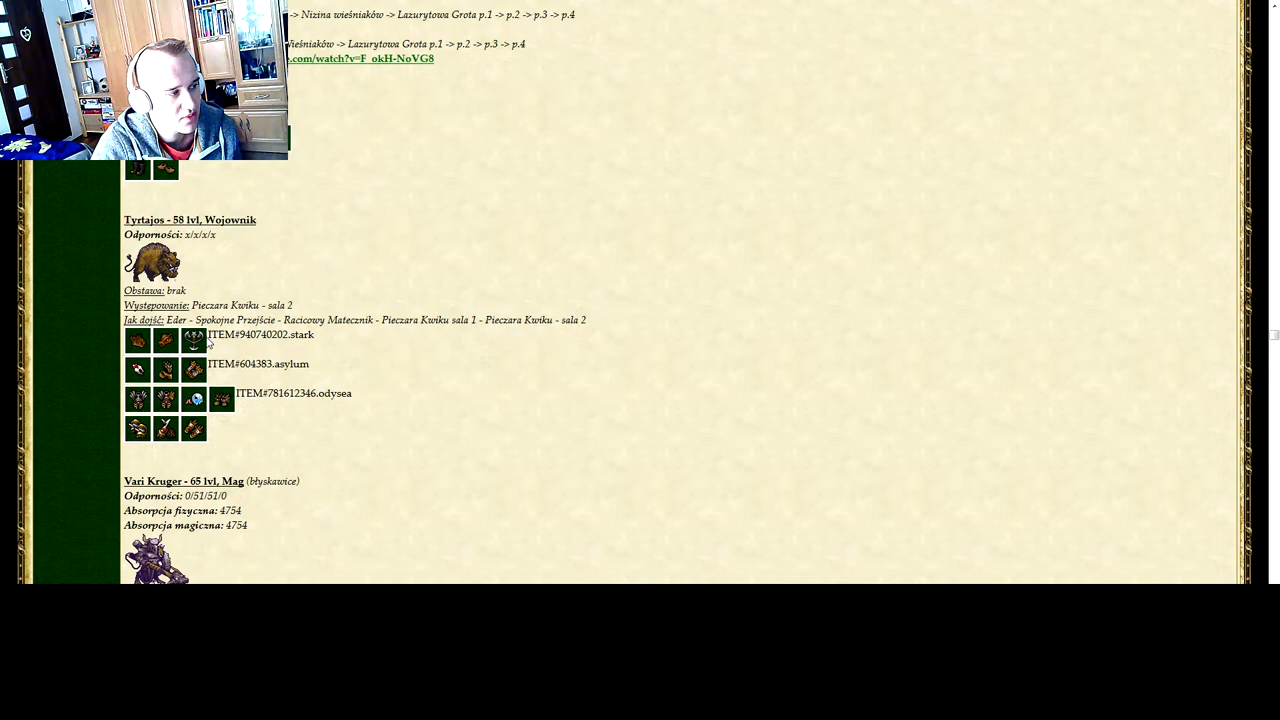 -> Nizina wieśniaków -> Lazurytowa Grota p.1 -> p.2 -> p.3 -> p.4
Wieśniaków -> Lazurytowa Grota p.1 -> p.2 -> p.3 -> p.4
e.com/watch?v=F_okH-NoVG8
Tyrtajos - 58 lvl, Wojownik
Odporności: x/x/x/x
Obstawa: brak
Występowanie: Pieczara Kwiku - sala 2
Jak dojść: Eder - Spokojne Przejście - Racicowy Matecznik - Pieczara Kwiku sala 1 - Pieczara Kwiku - sala 2
ITEM#940740202.stark
ITEM#604383.asylum
ITEM#781612346.odysea
Vari Kruger - 65 lvl, Mag (błyskawice)
Odporności: 0/51/51/0
Absorpcja fizyczna: 4754
Absorpcja magiczna: 4754